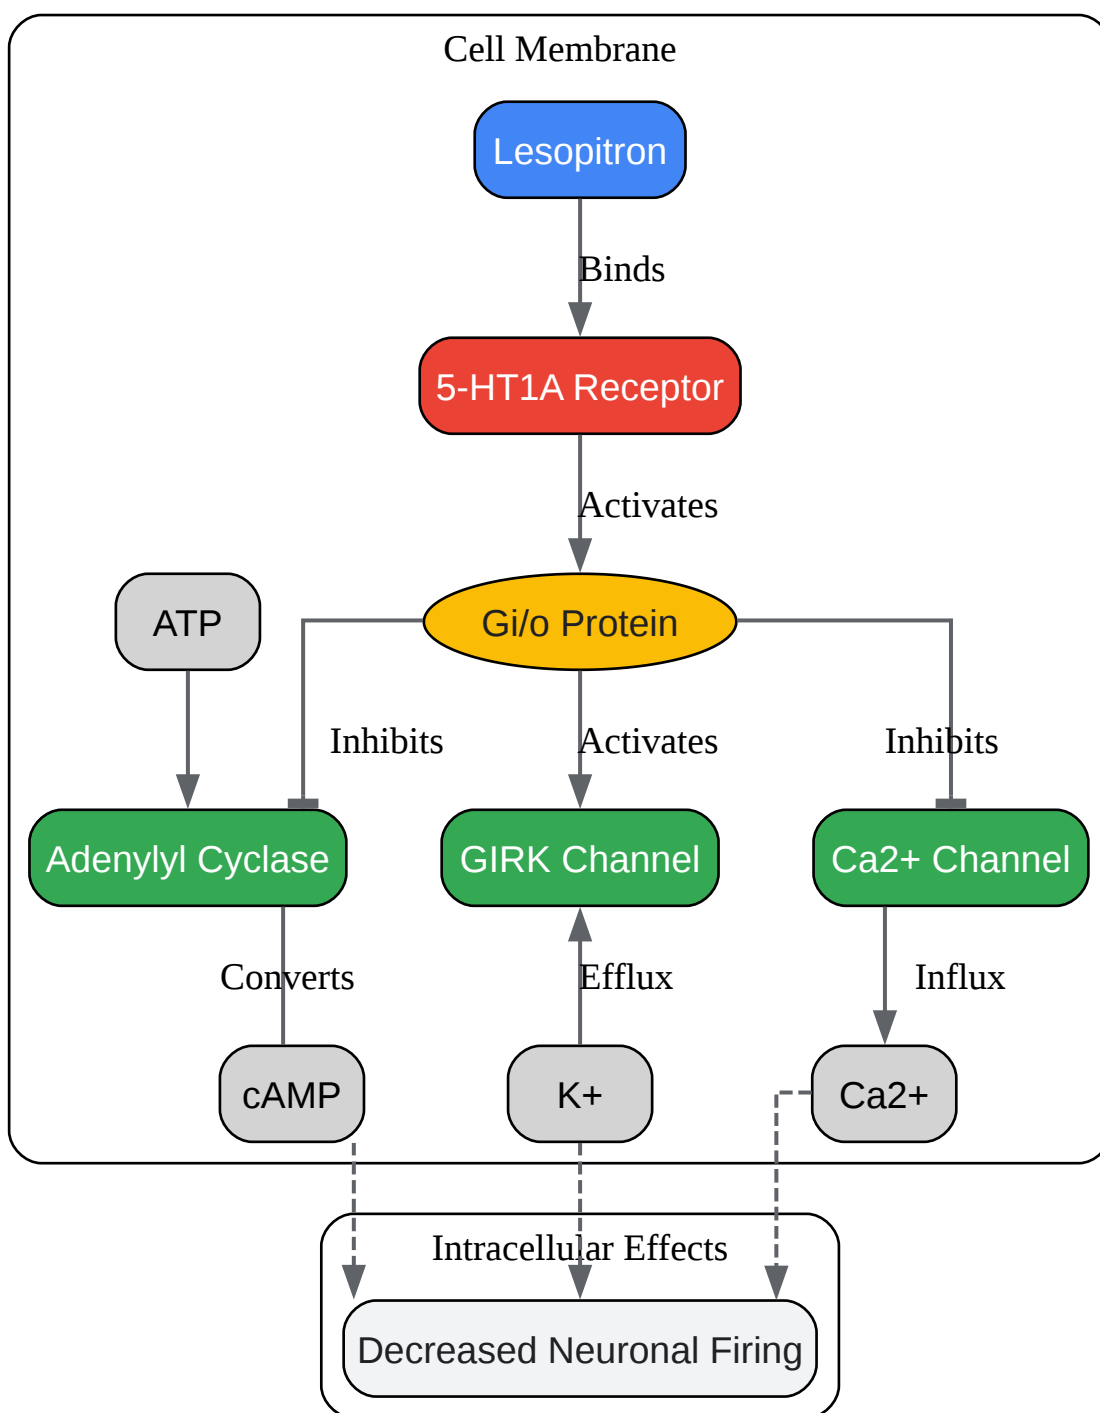 Cell Membrane
Lesopitron
Binds
5-HT1A Receptor
Activates
ATP
Gi/o Protein
Inhibits
Activates
Inhibits
Adenylyl Cyclase
GIRK Channel
Ca2+ Channel
Converts
Efflux
Influx
cAMP
K+
Ca2+
Intracellular Effects
Decreased Neuronal Firing